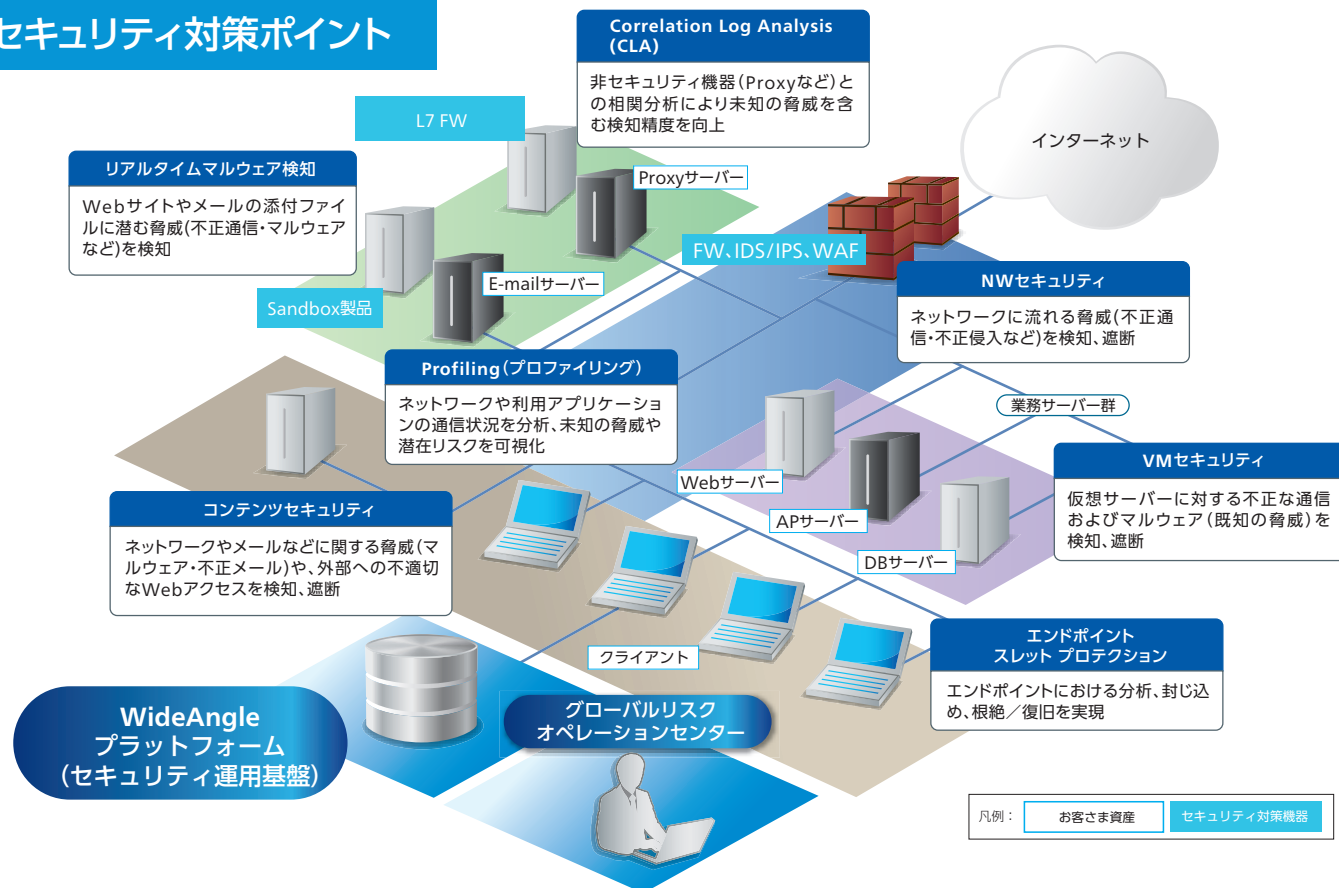 セキュリティ対策ポイント
Correlation Log Analysis
(CLA)
非セキュリティ機器(Proxyなど)と
の相関分析により未知の脅威を含
む検知精度を向上
L7 FW
インターネット
リアルタイムマルウェア検知
Webサイトやメールの添付ファイ
ルに潜む脅威(不正通信・マルウェア
など)を検知
Proxyサーバー
FW、IDS/IPS、WAF
E-mailサーバー
Sandbox製品
NWセキュリティ
ネットワークに流れる脅威(不正通
信・不正侵入など)を検知、遮断
Profiling(プロファイリング)
ネットワークや利用アプリケーショ
ンの通信状況を分析、未知の脅威や
潜在リスクを可視化
業務サーバー群
VMセキュリティ
仮想サーバーに対する不正な通信
およびマルウェア(既知の脅威)を
検知、遮断
Webサーバー
APサーバー
DBサーバー
コンテンツセキュリティ
ネットワークやメールなどに関する脅威(マ
ルウェア・不正メール)や、外部への不適切
なWebアクセスを検知、遮断
クライアント
エンドポイント
スレット プロテクション
エンドポイントにおける分析、封じ込
め、根絶／復旧を実現
WideAngle
プラットフォーム
(セキュリティ運用基盤)
グローバルリスク
オペレーションセンター
凡例： お客さま資産 セキュリティ対策機器